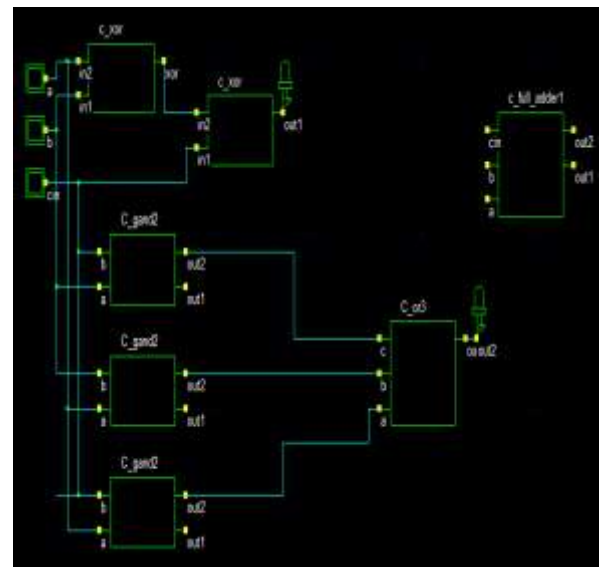 c_xor
in2
xor
a
in1
c_xor
in2
out1
b
in1
cin
c_full_adder1
cin
out2
b
out1
a
C_gand2
b
out2
a
out1
C_gand2
b
out2
a
out1
C_gand2
b
out2
a
out1
C_or3
c
b
out2
a